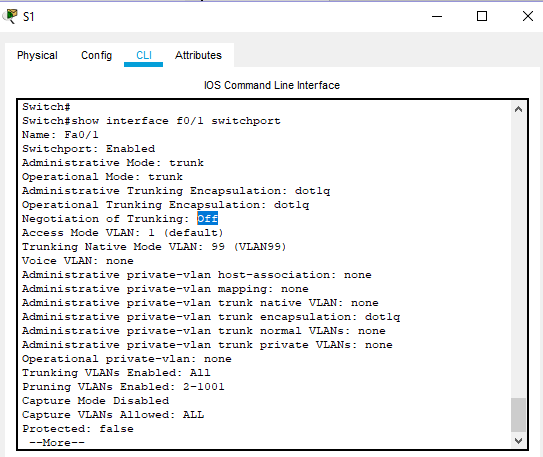 S1
Physical Config CLI Attributes
IOS Command Line Interface
Switch#
Switch#show interface f0/1 switchport
Name: Fa0/1
Switchport: Enabled
Administrative Mode: trunk
Operational Mode: trunk
Administrative Trunking Encapsulation: dot1q
Operational Trunking Encapsulation: dot1q
Negotiation of Trunking: Off
Access Mode VLAN: 1 (default)
Trunking Native Mode VLAN: 99 (VLAN99)
Voice VLAN: none
Administrative private-vlan host-association: none
Administrative private-vlan mapping: none
Administrative private-vlan trunk native VLAN: none
Administrative private-vlan trunk encapsulation: dot1q
Administrative private-vlan trunk normal VLANs: none
Administrative private-vlan trunk private VLANs: none
Operational private-vlan: none
Trunking VLANs Enabled: All
Pruning VLANs Enabled: 2-1001
Capture Mode Disabled
Capture VLANs Allowed: ALL
Protected: false
--More--